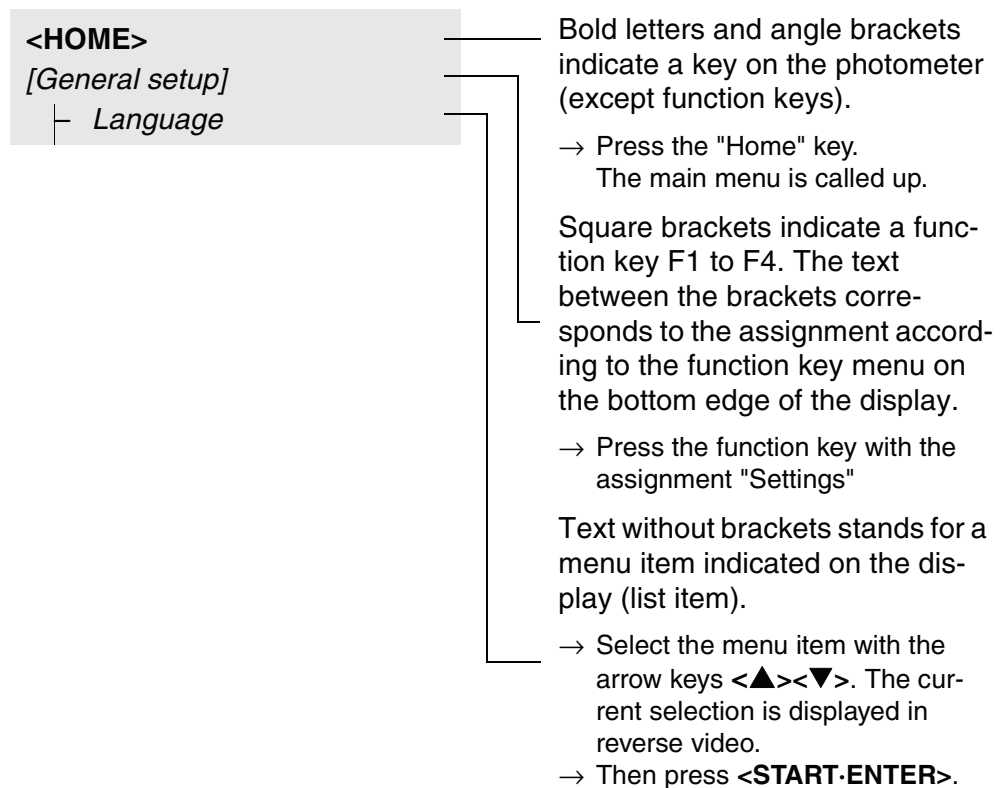 <HOME>
[General setup]
Language
Bold letters and angle brackets
indicate a key on the photometer
(except function keys).
→ Press the "Home" key.
The main menu is called up.
Square brackets indicate a func-
tion key F1 to F4. The text
between the brackets corre-
sponds to the assignment accord-
ing to the function key menu on
the bottom edge of the display.
→ Press the function key with the
assignment "Settings"
Text without brackets stands for a
menu item indicated on the dis-
play (list item).
→ Select the menu item with the
arrow keys <▲><▼>. The cur-
rent selection is displayed in
reverse video.
→ Then press <START·ENTER>.